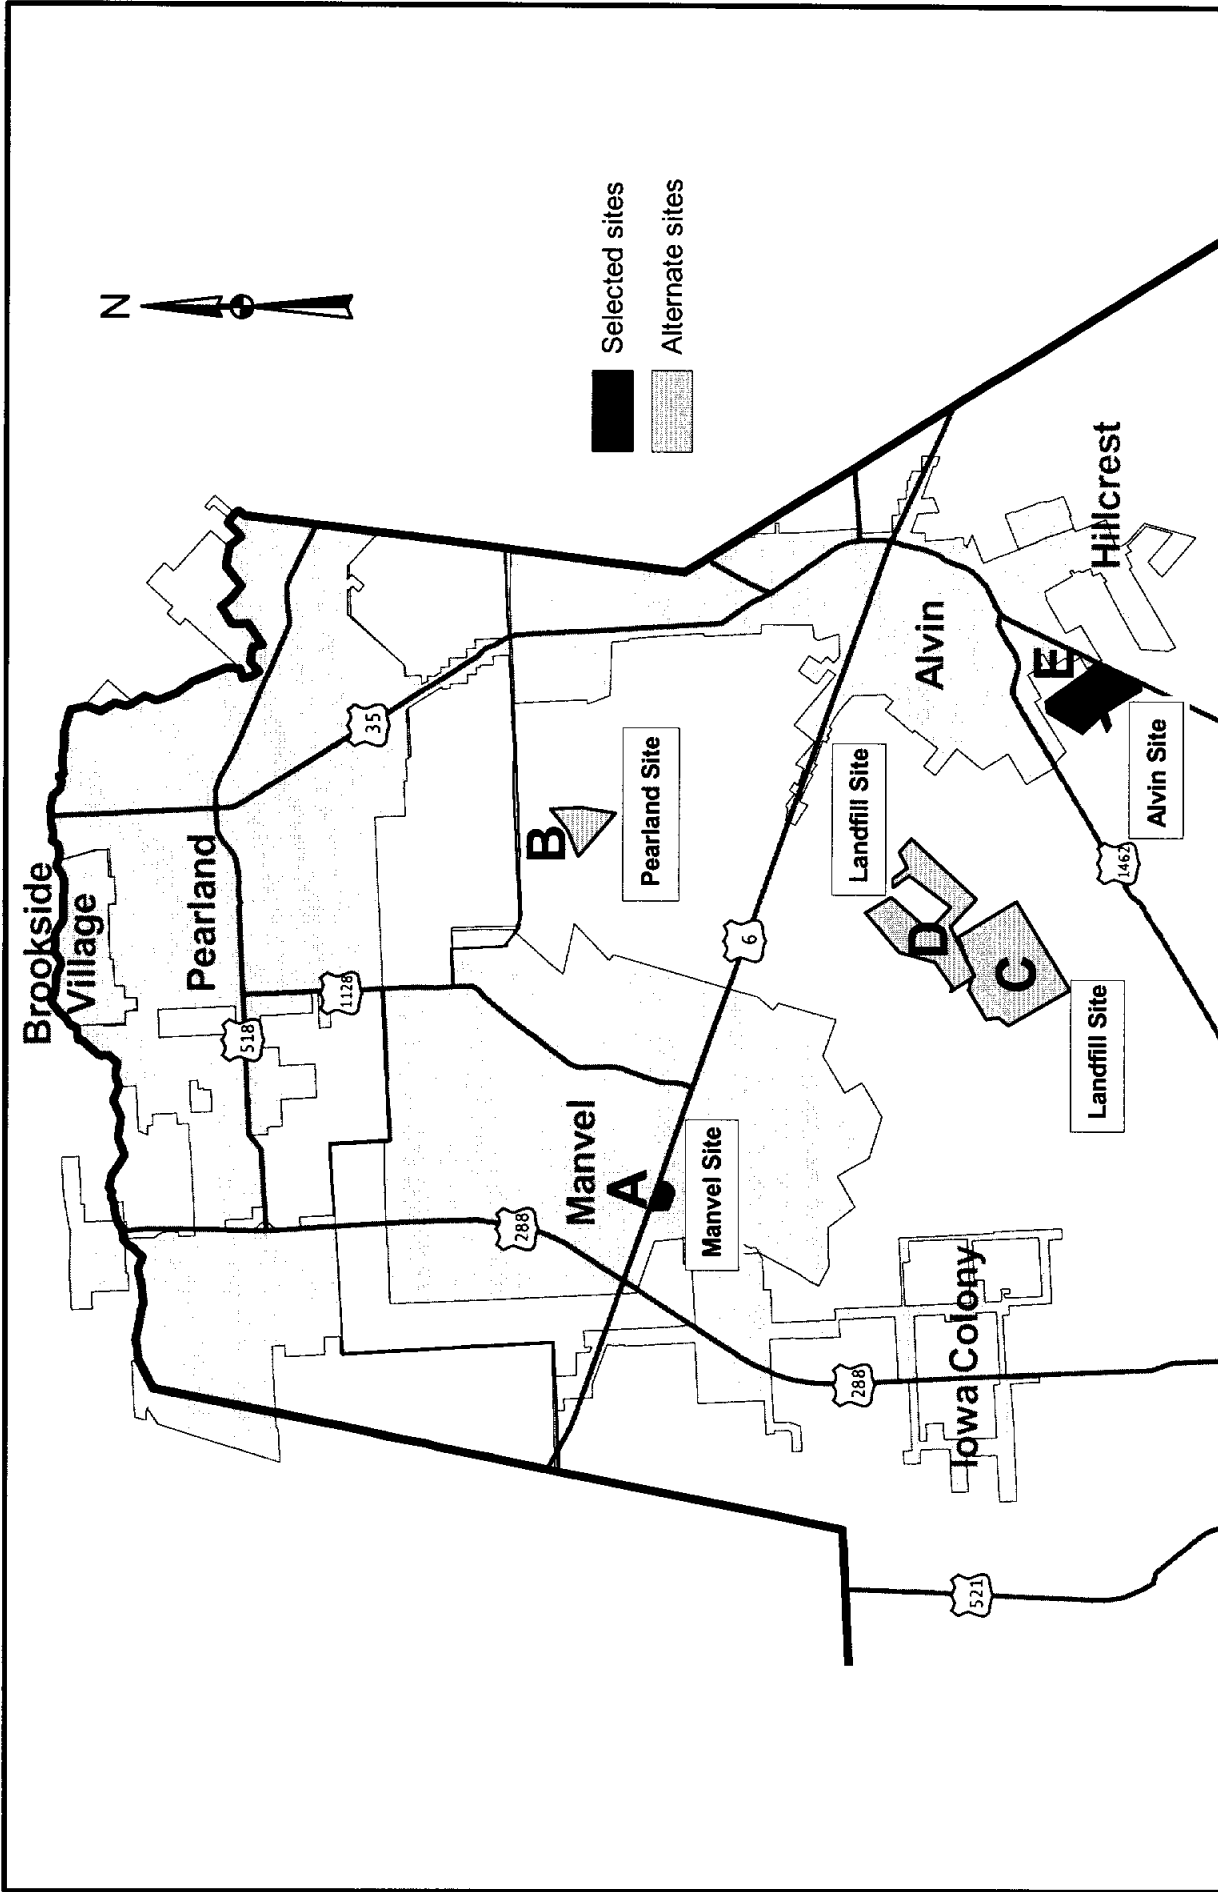 Brookside
Village
N
Pearland
518
1128
35
Selected sites
Alternate sites
288
Manvel
A
Manvel Site
B
Pearland Site
6
Landfill Site
D
C
Landfill Site
Alvin
Hillcrest
E
Alvin Site
1462
288
Iowa Colony
521